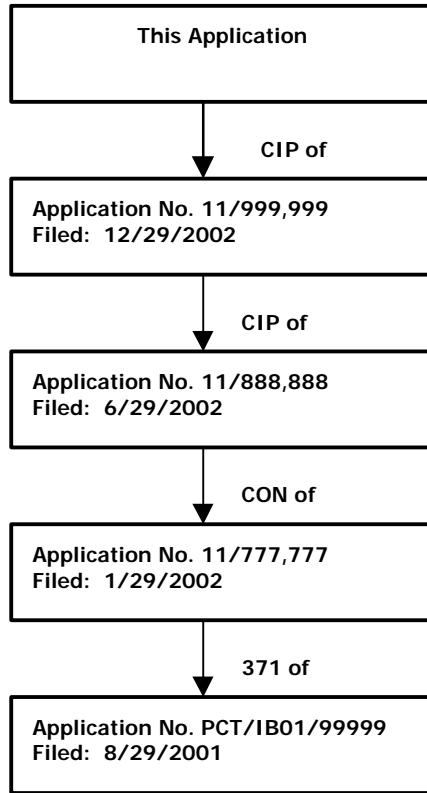 This Application
CIP of
Application No. 11/999,999
Filed: 12/29/2002
CIP of
Application No. 11/888,888
Filed: 6/29/2002
CON of
Application No. 11/777,777
Filed: 1/29/2002
371 of
Application No. PCT/IB01/99999
Filed: 8/29/2001